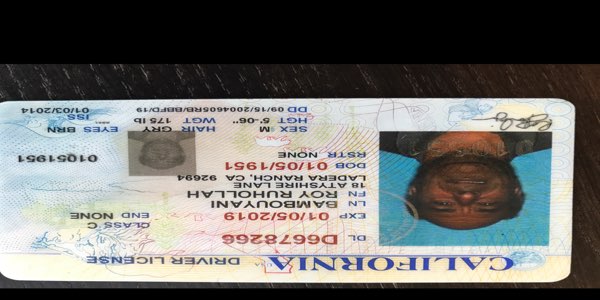 CALIFORNIA DRIVER LICENSE
DL D6678266 CLASS C
EXP 01/05/2019 END NONE
LN BAMBOUYANI
FN ROY RUHOLLAH
18 ATYSHIRE LANE
LADERA RANCH, CA 92694
DOB 01/05/1951
RSTR NONE 01051951
SEX M HAIR GRY EYES BRN
HGT 5'-06" WGT 175 lb ISS
DD 09/15/2004605RB/BBFD/19 01/03/2014